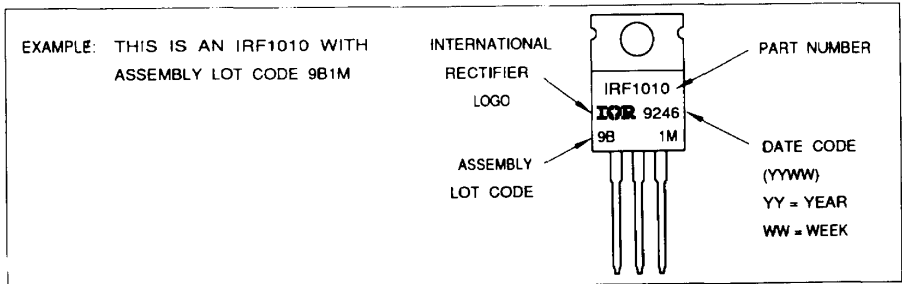 EXAMPLE: THIS IS AN IRF1010 WITH
ASSEMBLY LOT CODE 9B1M
INTERNATIONAL
RECTIFIER
LOGO
ASSEMBLY
LOT CODE
IRF1010
IOR 9246
9B 1M
PART NUMBER
DATE CODE
(YYWW)
YY = YEAR
WW = WEEK